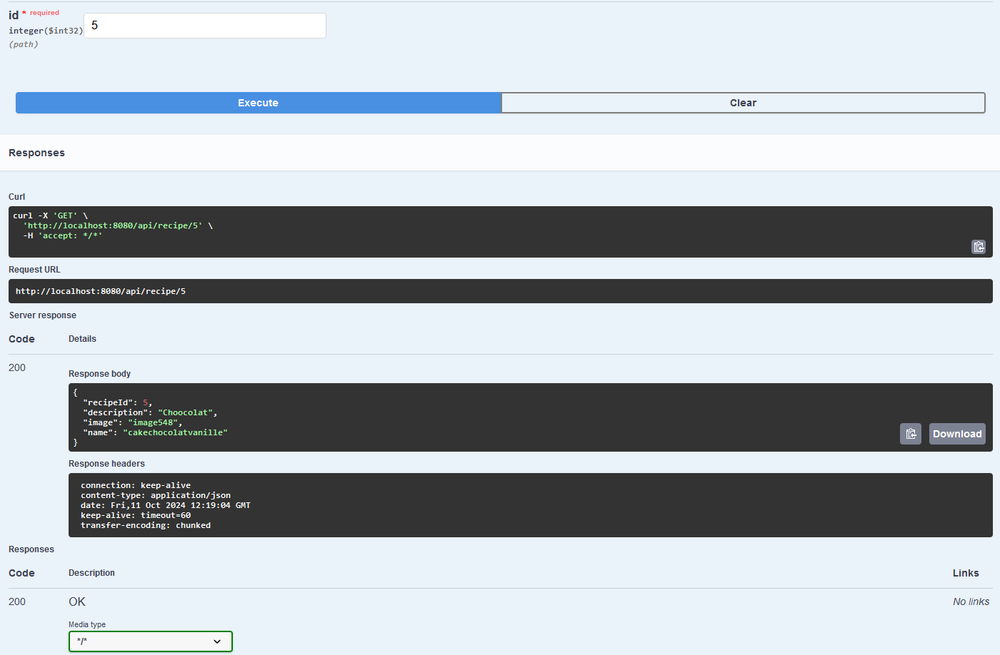 id * required
integer($int32)
5
(path)
Execute
Clear
Responses
Curl
curl -X 'GET' \
  'http://localhost:8080/api/recipe/5' \
  -H 'accept: */*'
Request URL
http://localhost:8080/api/recipe/5
Server response
Code Details
200
Response body
{
  "recipeId": 5,
  "description": "Choocolat",
  "image": "image548",
  "name": "cakechocolatvanille"
}
Download
Response headers
connection: keep-alive
content-type: application/json
date: Fri,11 Oct 2024 12:19:04 GMT
keep-alive: timeout=60
transfer-encoding: chunked
Responses
Code Description Links
200 OK No links
Media type
*/*